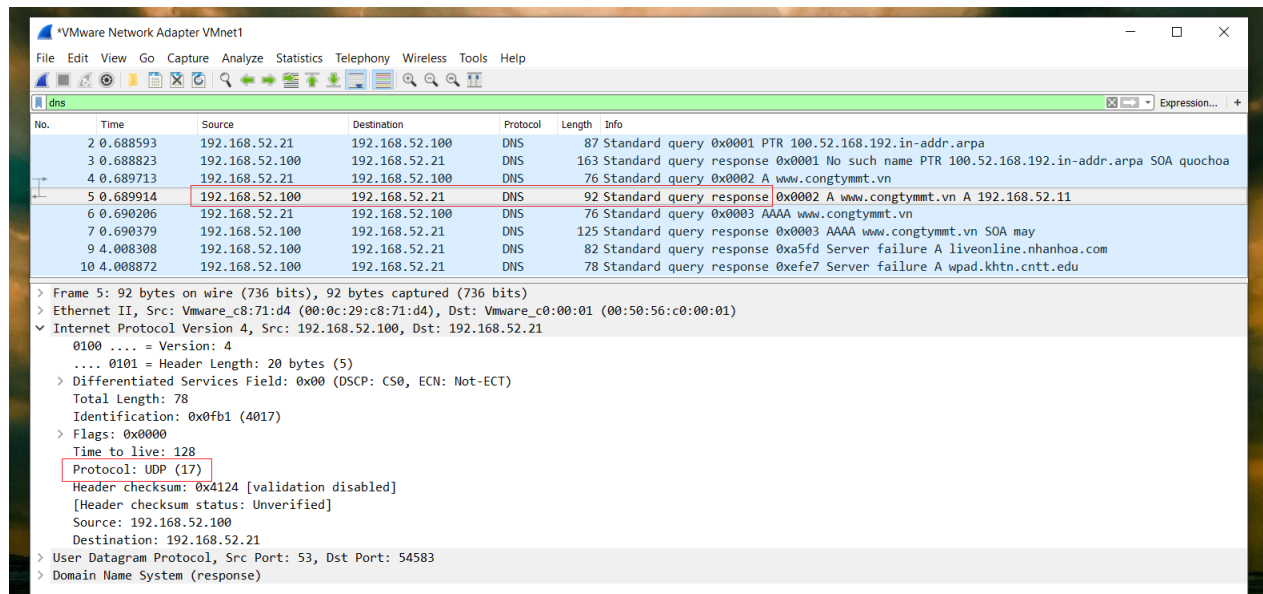 *VMware Network Adapter VMnet1
File Edit View Go Capture Analyze Statistics Telephony Wireless Tools Help
dns
Expression... +
No. Time Source Destination Protocol Length Info
2 0.688593 192.168.52.21 192.168.52.100 DNS 87 Standard query 0x0001 PTR 100.52.168.192.in-addr.arpa
3 0.688823 192.168.52.100 192.168.52.21 DNS 163 Standard query response 0x0001 No such name PTR 100.52.168.192.in-addr.arpa SOA quochoa
4 0.689713 192.168.52.21 192.168.52.100 DNS 76 Standard query 0x0002 A www.congtymmt.vn
5 0.689914 192.168.52.100 192.168.52.21 DNS 92 Standard query response 0x0002 A www.congtymmt.vn A 192.168.52.11
6 0.690206 192.168.52.21 192.168.52.100 DNS 76 Standard query 0x0003 AAAA www.congtymmt.vn
7 0.690379 192.168.52.100 192.168.52.21 DNS 125 Standard query response 0x0003 AAAA www.congtymmt.vn SOA may
9 4.008308 192.168.52.100 192.168.52.21 DNS 82 Standard query response 0xa5fd Server failure A liveonline.nhanhoa.com
10 4.008872 192.168.52.100 192.168.52.21 DNS 78 Standard query response 0xefe7 Server failure A wpad.khtn.cntt.edu
> Frame 5: 92 bytes on wire (736 bits), 92 bytes captured (736 bits)
> Ethernet II, Src: Vmware_c8:71:d4 (00:0c:29:c8:71:d4), Dst: Vmware_c0:00:01 (00:50:56:c0:00:01)
Internet Protocol Version 4, Src: 192.168.52.100, Dst: 192.168.52.21
0100 .... = Version: 4
.... 0101 = Header Length: 20 bytes (5)
> Differentiated Services Field: 0x00 (DSCP: CS0, ECN: Not-ECT)
Total Length: 78
Identification: 0x0fb1 (4017)
> Flags: 0x0000
Time to live: 128
Protocol: UDP (17)
Header checksum: 0x4124 [validation disabled]
[Header checksum status: Unverified]
Source: 192.168.52.100
Destination: 192.168.52.21
> User Datagram Protocol, Src Port: 53, Dst Port: 54583
> Domain Name System (response)